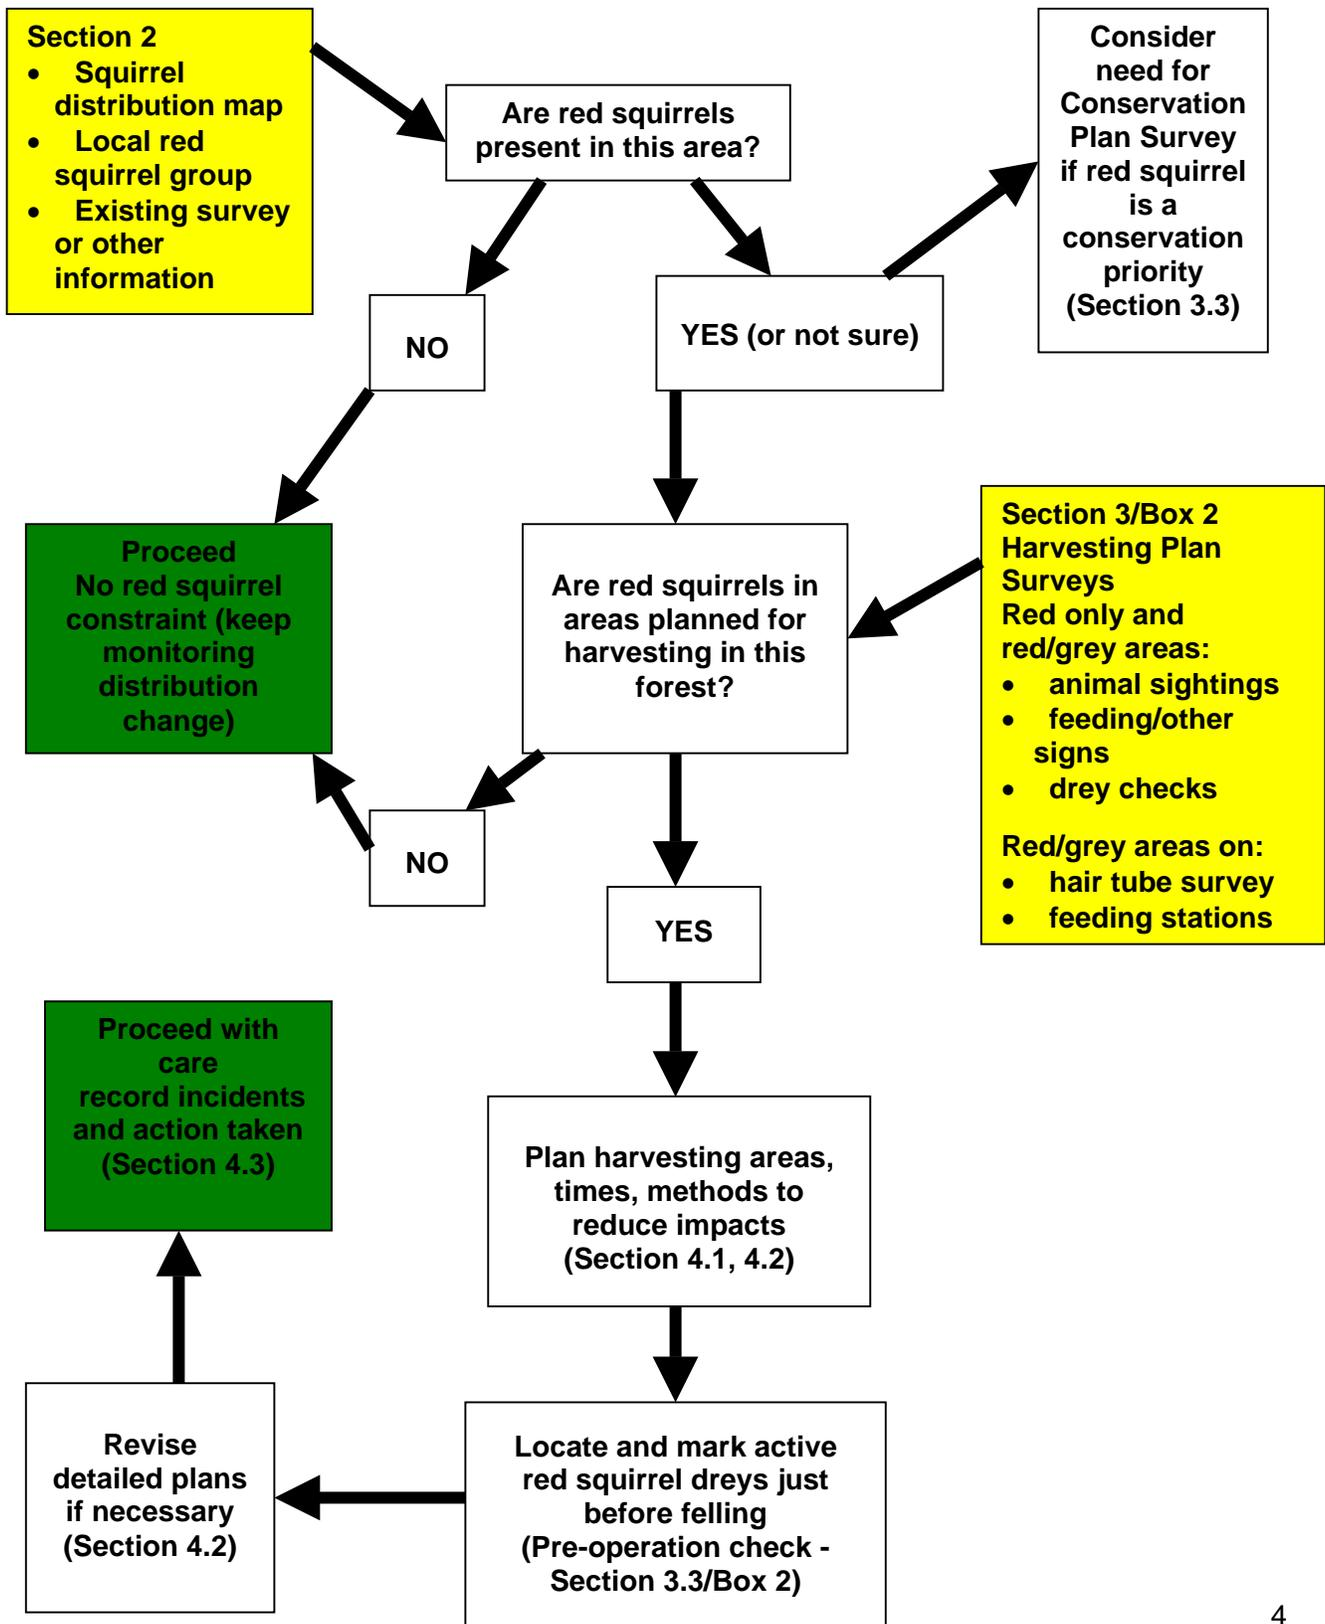 Section 2
• Squirrel
distribution map
• Local red
squirrel group
• Existing survey
or other
information
Are red squirrels
present in this area?
Consider
need for
Conservation
Plan Survey
if red squirrel
is a
conservation
priority
(Section 3.3)
NO
YES (or not sure)
Proceed
No red squirrel
constraint (keep
monitoring
distribution
change)
Are red squirrels in
areas planned for
harvesting in this
forest?
Section 3/Box 2
Harvesting Plan
Surveys
Red only and
red/grey areas:
• animal sightings
• feeding/other
signs
• drey checks
Red/grey areas on:
• hair tube survey
• feeding stations
NO
YES
Proceed with
care
record incidents
and action taken
(Section 4.3)
Plan harvesting areas,
times, methods to
reduce impacts
(Section 4.1, 4.2)
Revise
detailed plans
if necessary
(Section 4.2)
Locate and mark active
red squirrel dreys just
before felling
(Pre-operation check -
Section 3.3/Box 2)
4